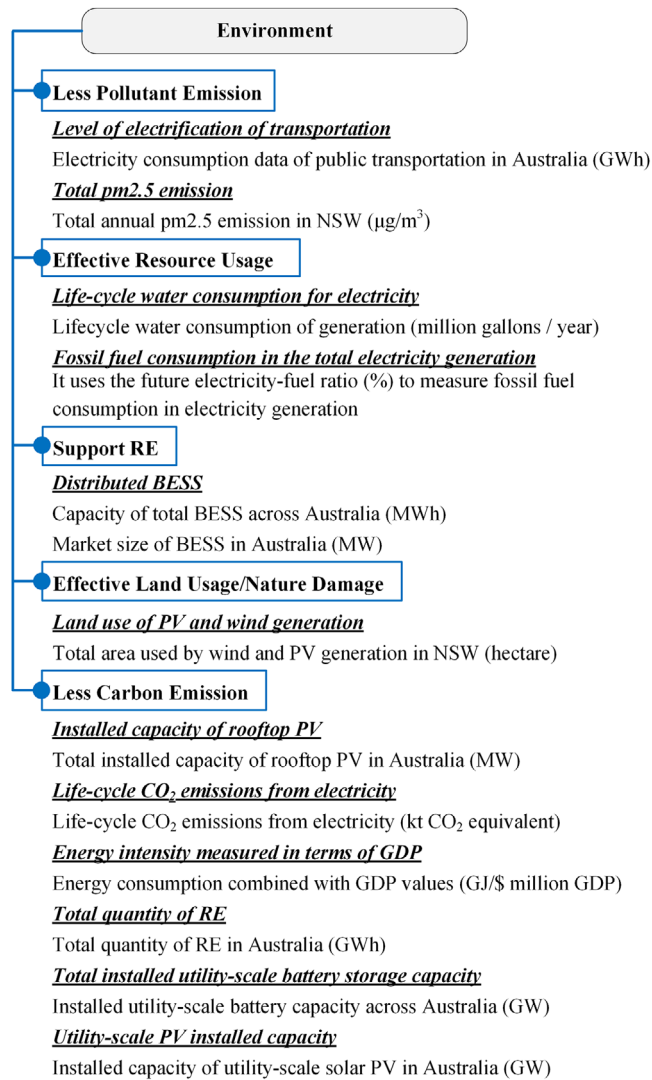 Environment
Less Pollutant Emission
Level of electrification of transportation
Electricity consumption data of public transportation in Australia (GWh)
Total pm2.5 emission
Total annual pm2.5 emission in NSW (μg/m³)
Effective Resource Usage
Life-cycle water consumption for electricity
Lifecycle water consumption of generation (million gallons / year)
Fossil fuel consumption in the total electricity generation
It uses the future electricity-fuel ratio (%) to measure fossil fuel
consumption in electricity generation
Support RE
Distributed BESS
Capacity of total BESS across Australia (MWh)
Market size of BESS in Australia (MW)
Effective Land Usage/Nature Damage
Land use of PV and wind generation
Total area used by wind and PV generation in NSW (hectare)
Less Carbon Emission
Installed capacity of rooftop PV
Total installed capacity of rooftop PV in Australia (MW)
Life-cycle CO₂ emissions from electricity
Life-cycle CO₂ emissions from electricity (kt CO₂ equivalent)
Energy intensity measured in terms of GDP
Energy consumption combined with GDP values (GJ/$ million GDP)
Total quantity of RE
Total quantity of RE in Australia (GWh)
Total installed utility-scale battery storage capacity
Installed utility-scale battery capacity across Australia (GW)
Utility-scale PV installed capacity
Installed capacity of utility-scale solar PV in Australia (GW)